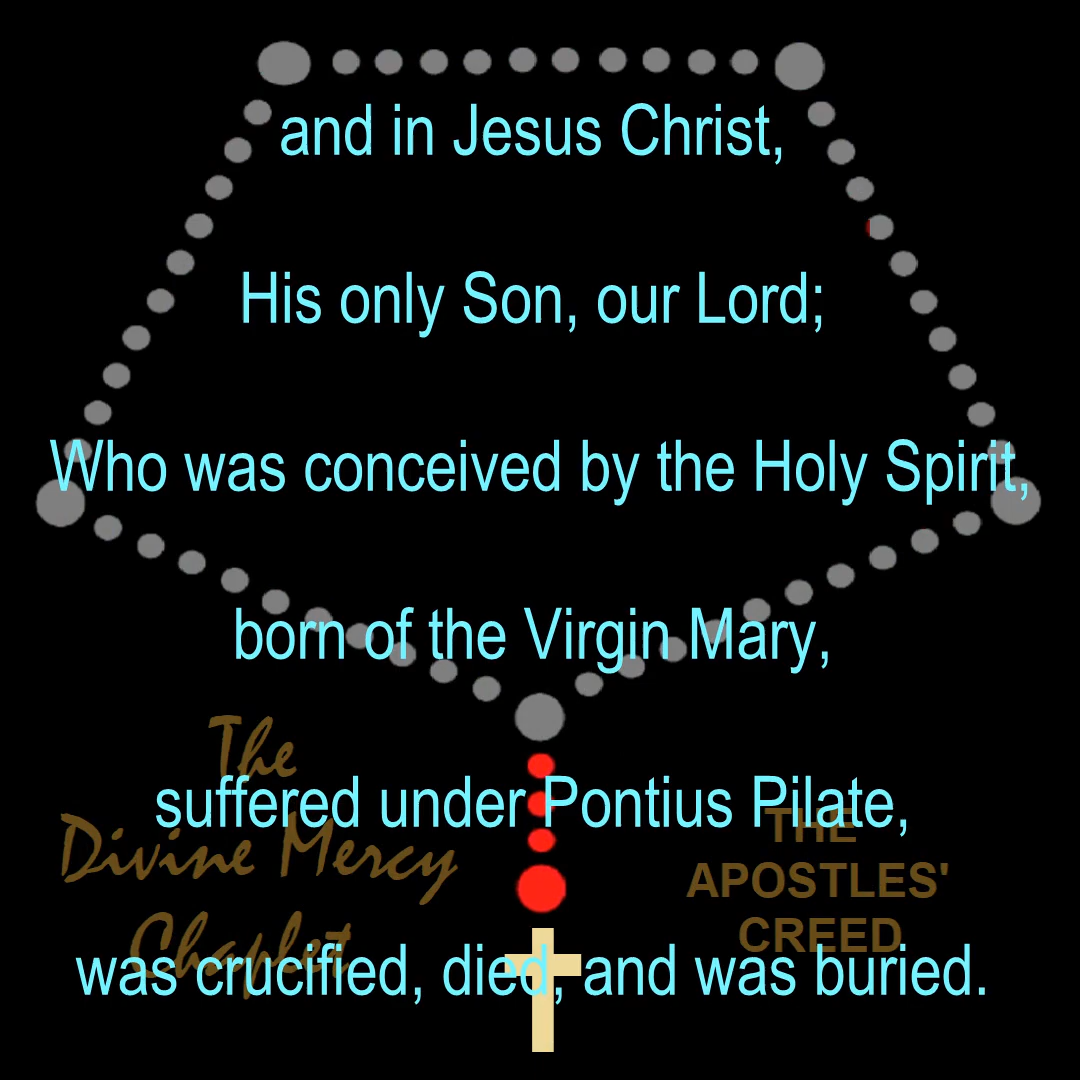 and in Jesus Christ,
His only Son, our Lord;
Who was conceived by the Holy Spirit,
born of the Virgin Mary,
suffered under Pontius Pilate,
was crucified, died, and was buried.
The
Divine Mercy
Chaplet
THE
APOSTLES'
CREED